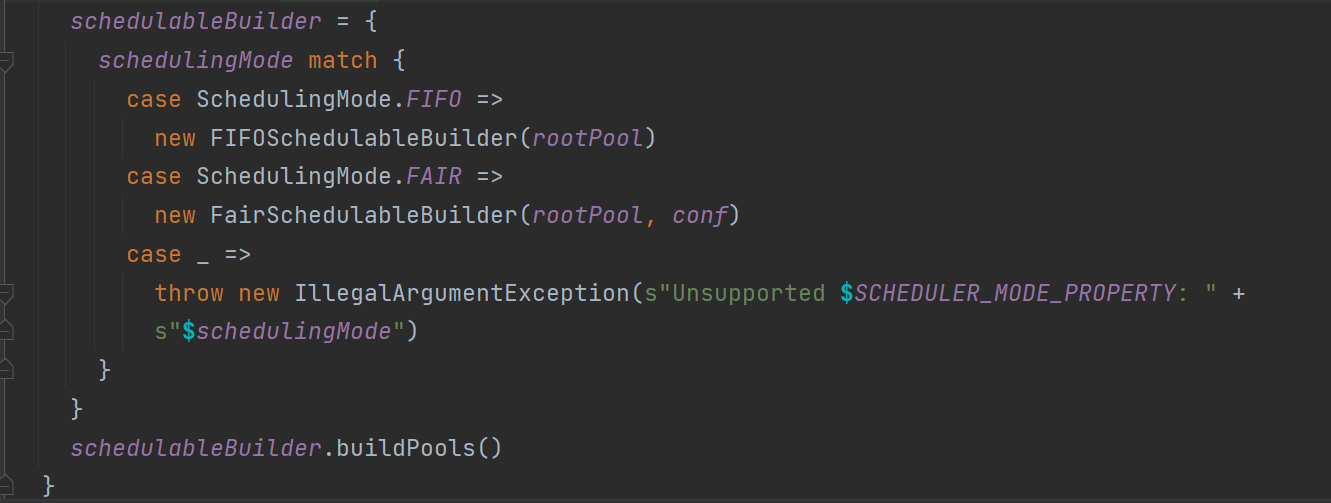 schedulableBuilder = {
schedulingMode match {
case SchedulingMode.FIFO =>
new FIFOSchedulableBuilder(rootPool)
case SchedulingMode.FAIR =>
new FairSchedulableBuilder(rootPool, conf)
case _ =>
throw new IllegalArgumentException(s"Unsupported $SCHEDULER_MODE_PROPERTY: " +
s"$schedulingMode")
}
}
schedulableBuilder.buildPools()
}